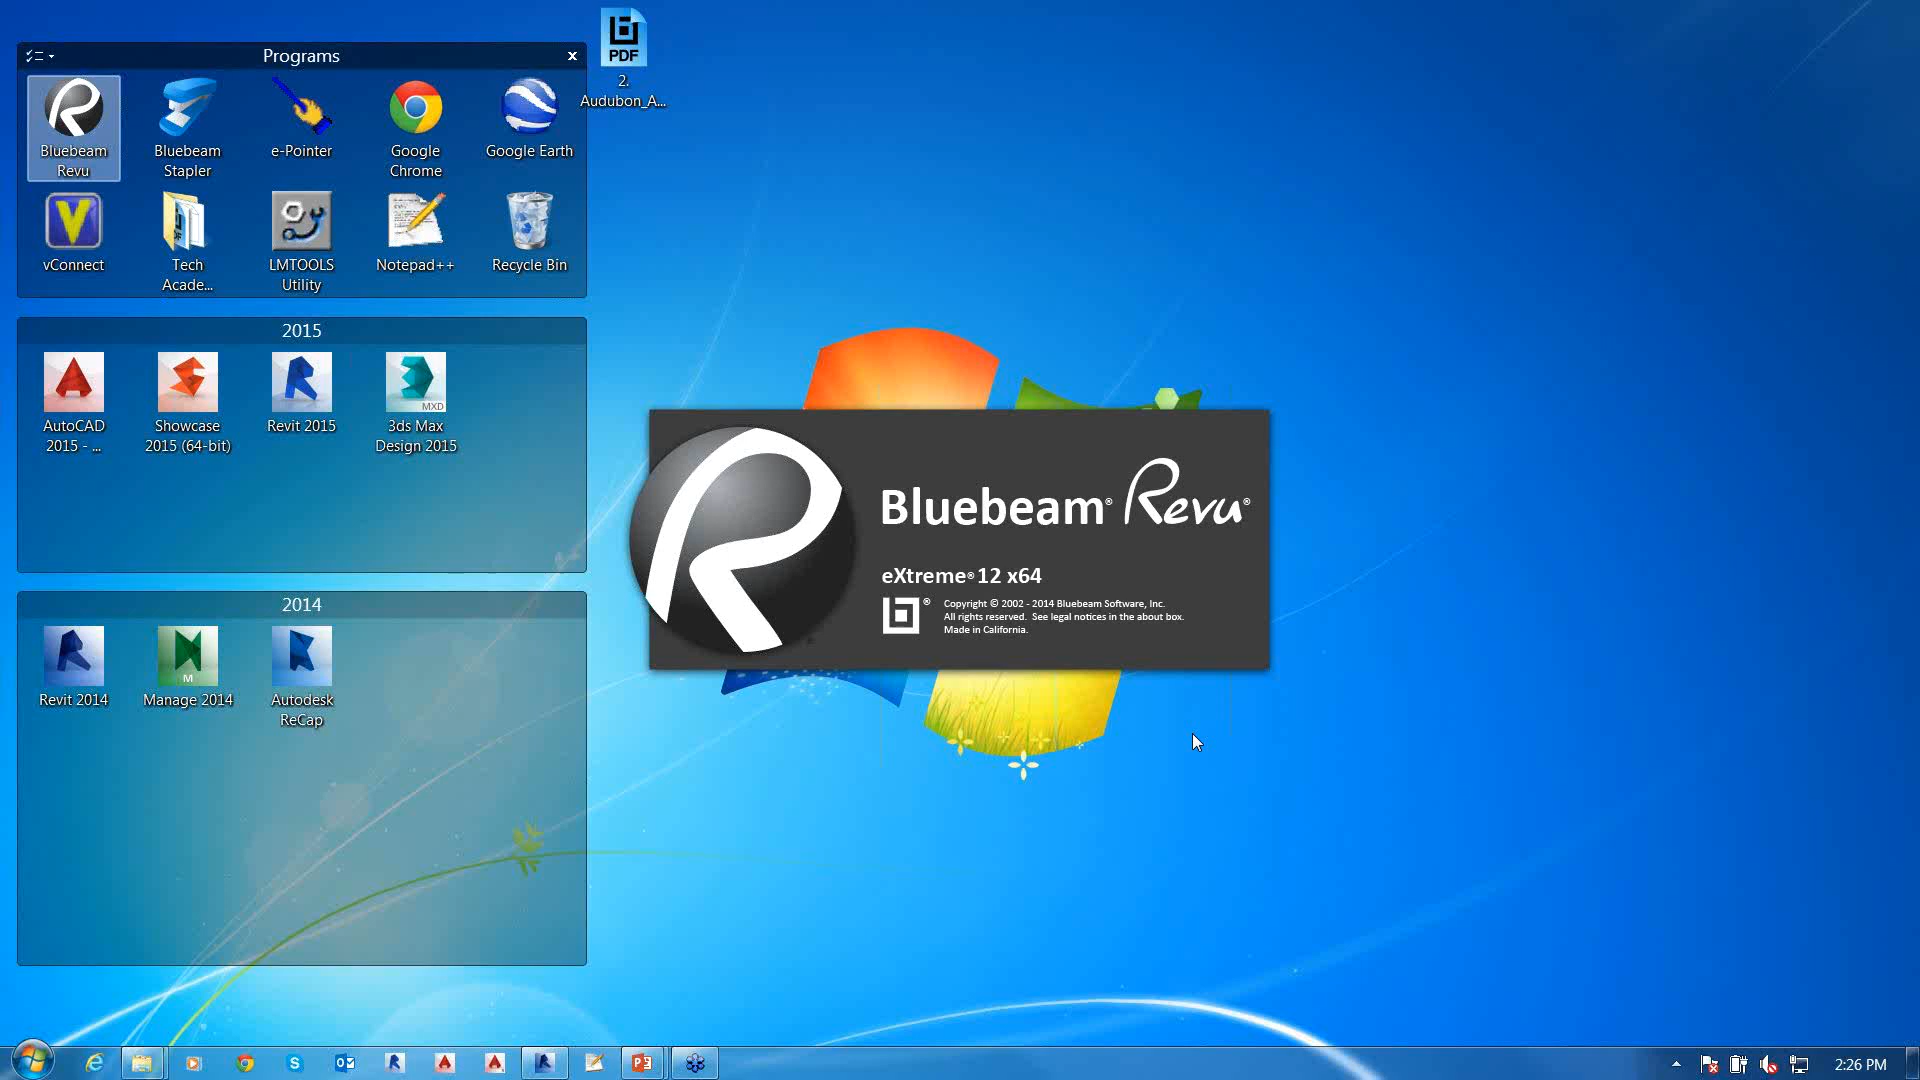 Programs
x
Bluebeam
Revu
Bluebeam
Stapler
e-Pointer
Google
Chrome
Google Earth
vConnect
Tech
Acade...
LMTOOLS
Utility
Notepad++
Recycle Bin
PDF
2.
Audubon_A...
2015
AutoCAD
2015 - ...
Showcase
2015 (64-bit)
Revit 2015
MXD
3ds Max
Design 2015
2014
Revit 2014
M
Manage 2014
Autodesk
ReCap
Bluebeam® Revu®
eXtreme® 12 x64
Copyright © 2002 - 2014 Bluebeam Software, Inc.
All rights reserved. See legal notices in the about box.
Made in California.
2:26 PM